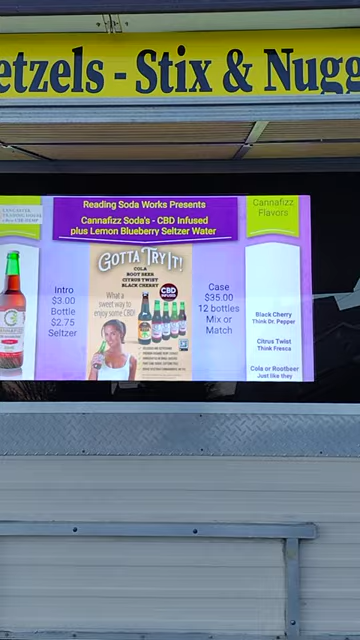 etzels - Stix & Nugg
Reading Soda Works Presents
Cannafizz Soda's - CBD Infused
plus Lemon Blueberry Seltzer Water
Cannafizz
Flavors
GOTTA TRY IT!
COLA
ROOT BEER
CITRUS TWIST
BLACK CHERRY
What a
sweet way to
enjoy some CBD!
CBD
INFUSED
Intro
$3.00
Bottle
$2.75
Seltzer
Case
$35.00
12 bottles
Mix or
Match
Black Cherry
Think Dr. Pepper
Citrus Twist
Think Fresca
Cola or Rootbeer
Just like they